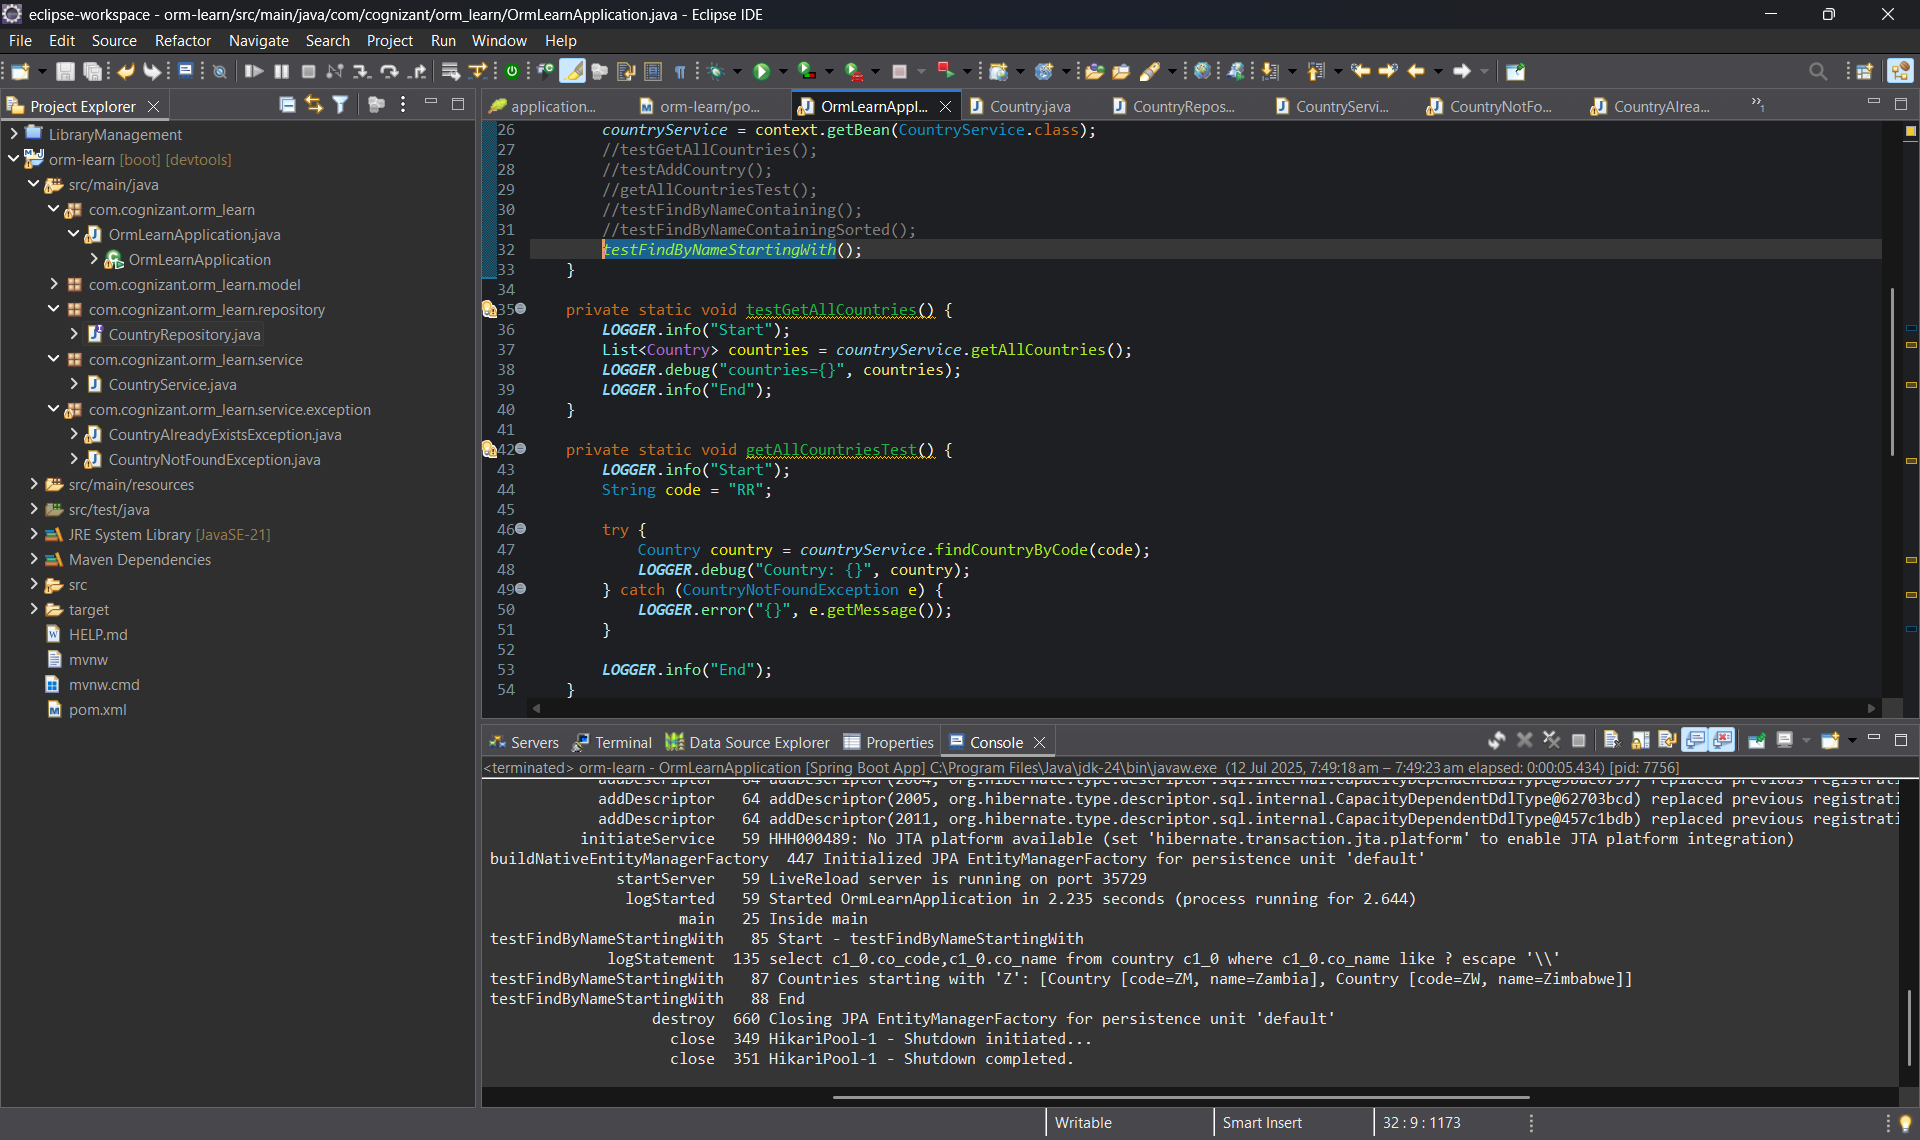 eclipse-workspace - orm-learn/src/main/java/com/cognizant/orm_learn/OrmLearnApplication.java - Eclipse IDE
File Edit Source Refactor Navigate Search Project Run Window Help
Project Explorer
LibraryManagement
orm-learn [boot] [devtools]
src/main/java
com.cognizant.orm_learn
OrmLearnApplication.java
OrmLearnApplication
com.cognizant.orm_learn.model
com.cognizant.orm_learn.repository
CountryRepository.java
com.cognizant.orm_learn.service
CountryService.java
com.cognizant.orm_learn.service.exception
CountryAlreadyExistsException.java
CountryNotFoundException.java
src/main/resources
src/test/java
JRE System Library [JavaSE-21]
Maven Dependencies
src
target
HELP.md
mvnw
mvnw.cmd
pom.xml
application... orm-learn/po... OrmLearnAppl... Country.java CountryRepos... CountryServi... CountryNotFo... CountryAlrea... »1
26 countryService = context.getBean(CountryService.class);
27 //testGetAllCountries();
28 //testAddCountry();
29 //getAllCountriesTest();
30 //testFindByNameContaining();
31 //testFindByNameContainingSorted();
32 testFindByNameStartingWith();
33 }
34
35 private static void testGetAllCountries() {
36 LOGGER.info("Start");
37 List<Country> countries = countryService.getAllCountries();
38 LOGGER.debug("countries={}", countries);
39 LOGGER.info("End");
40 }
41
42 private static void getAllCountriesTest() {
43 LOGGER.info("Start");
44 String code = "RR";
45
46 try {
47 Country country = countryService.findCountryByCode(code);
48 LOGGER.debug("Country: {}", country);
49 } catch (CountryNotFoundException e) {
50 LOGGER.error("{}", e.getMessage());
51 }
52
53 LOGGER.info("End");
54 }
Servers Terminal Data Source Explorer Properties Console
<terminated> orm-learn - OrmLearnApplication [Spring Boot App] C:\Program Files\Java\jdk-24\bin\javaw.exe (12 Jul 2025, 7:49:18 am – 7:49:23 am elapsed: 0:00:05.434) [pid: 7756]
addDescriptor 64 addDescriptor(2005, org.hibernate.type.descriptor.sql.internal.CapacityDependentDdlType@62703bcd) replaced previous registrati
addDescriptor 64 addDescriptor(2011, org.hibernate.type.descriptor.sql.internal.CapacityDependentDdlType@457c1bdb) replaced previous registrati
initiateService 59 HHH000489: No JTA platform available (set 'hibernate.transaction.jta.platform' to enable JTA platform integration)
buildNativeEntityManagerFactory 447 Initialized JPA EntityManagerFactory for persistence unit 'default'
startServer 59 LiveReload server is running on port 35729
logStarted 59 Started OrmLearnApplication in 2.235 seconds (process running for 2.644)
main 25 Inside main
testFindByNameStartingWith 85 Start - testFindByNameStartingWith
logStatement 135 select c1_0.co_code,c1_0.co_name from country c1_0 where c1_0.co_name like ? escape '\\'
testFindByNameStartingWith 87 Countries starting with 'Z': [Country [code=ZM, name=Zambia], Country [code=ZW, name=Zimbabwe]]
testFindByNameStartingWith 88 End
destroy 660 Closing JPA EntityManagerFactory for persistence unit 'default'
close 349 HikariPool-1 - Shutdown initiated...
close 351 HikariPool-1 - Shutdown completed.
Writable Smart Insert 32 : 9 : 1173